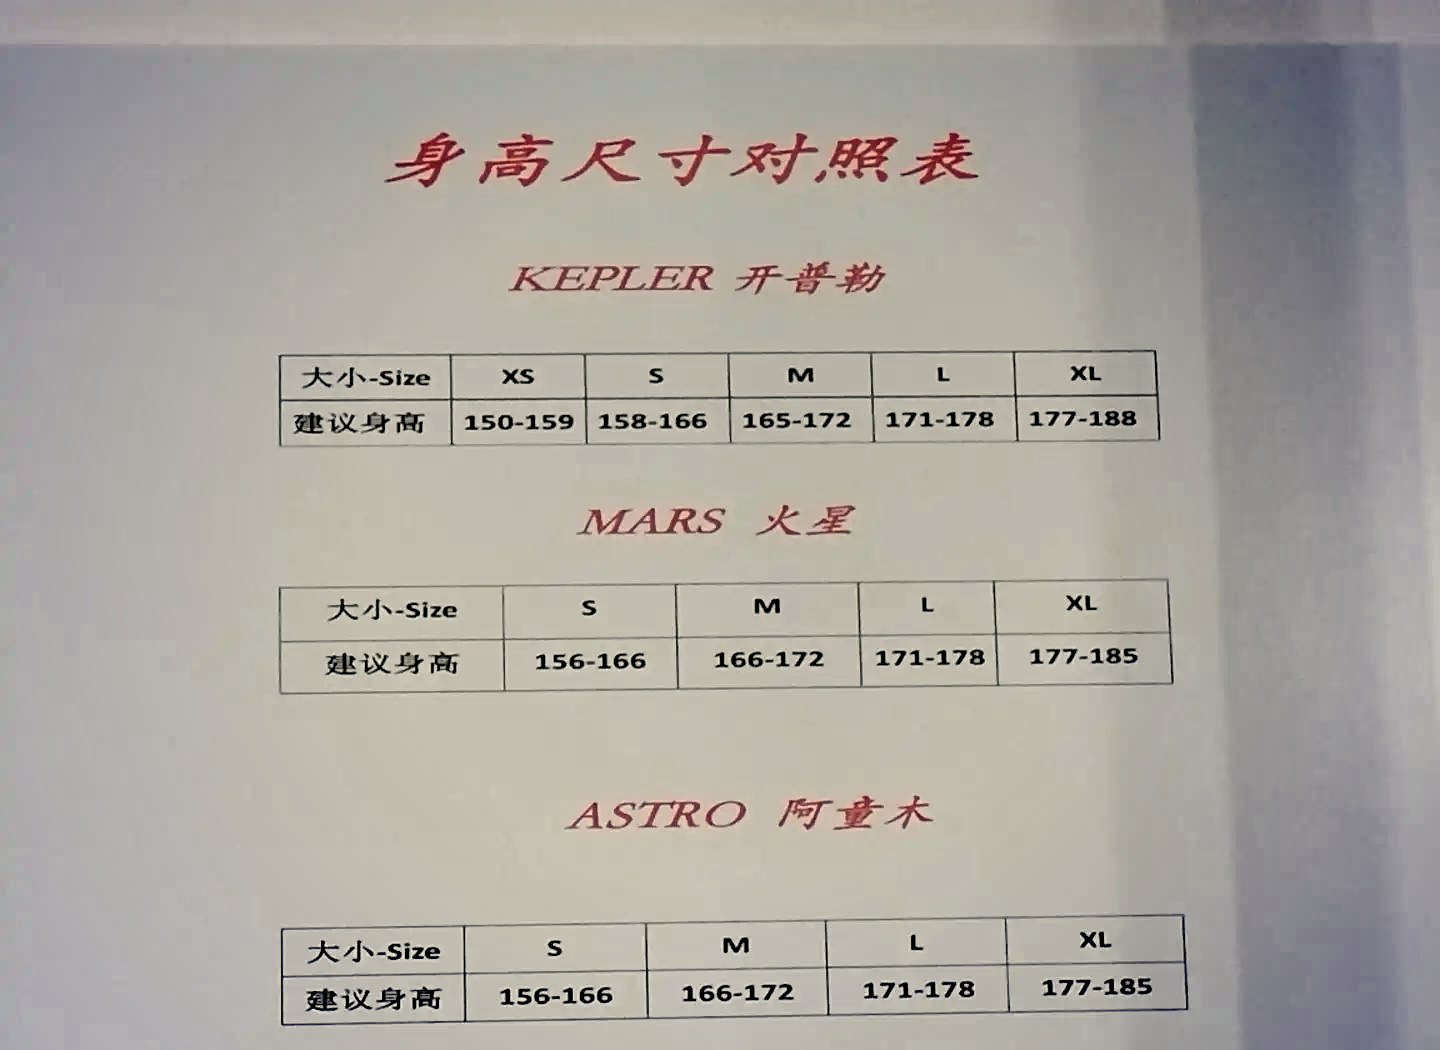 身高尺寸对照表
KEPLER 开普勒
大小-Size XS S M L XL
建议身高 150-159 158-166 165-172 171-178 177-188
MARS 火星
大小-Size S M L XL
建议身高 156-166 166-172 171-178 177-185
ASTRO 阿童木
大小-Size S M L XL
建议身高 156-166 166-172 171-178 177-185